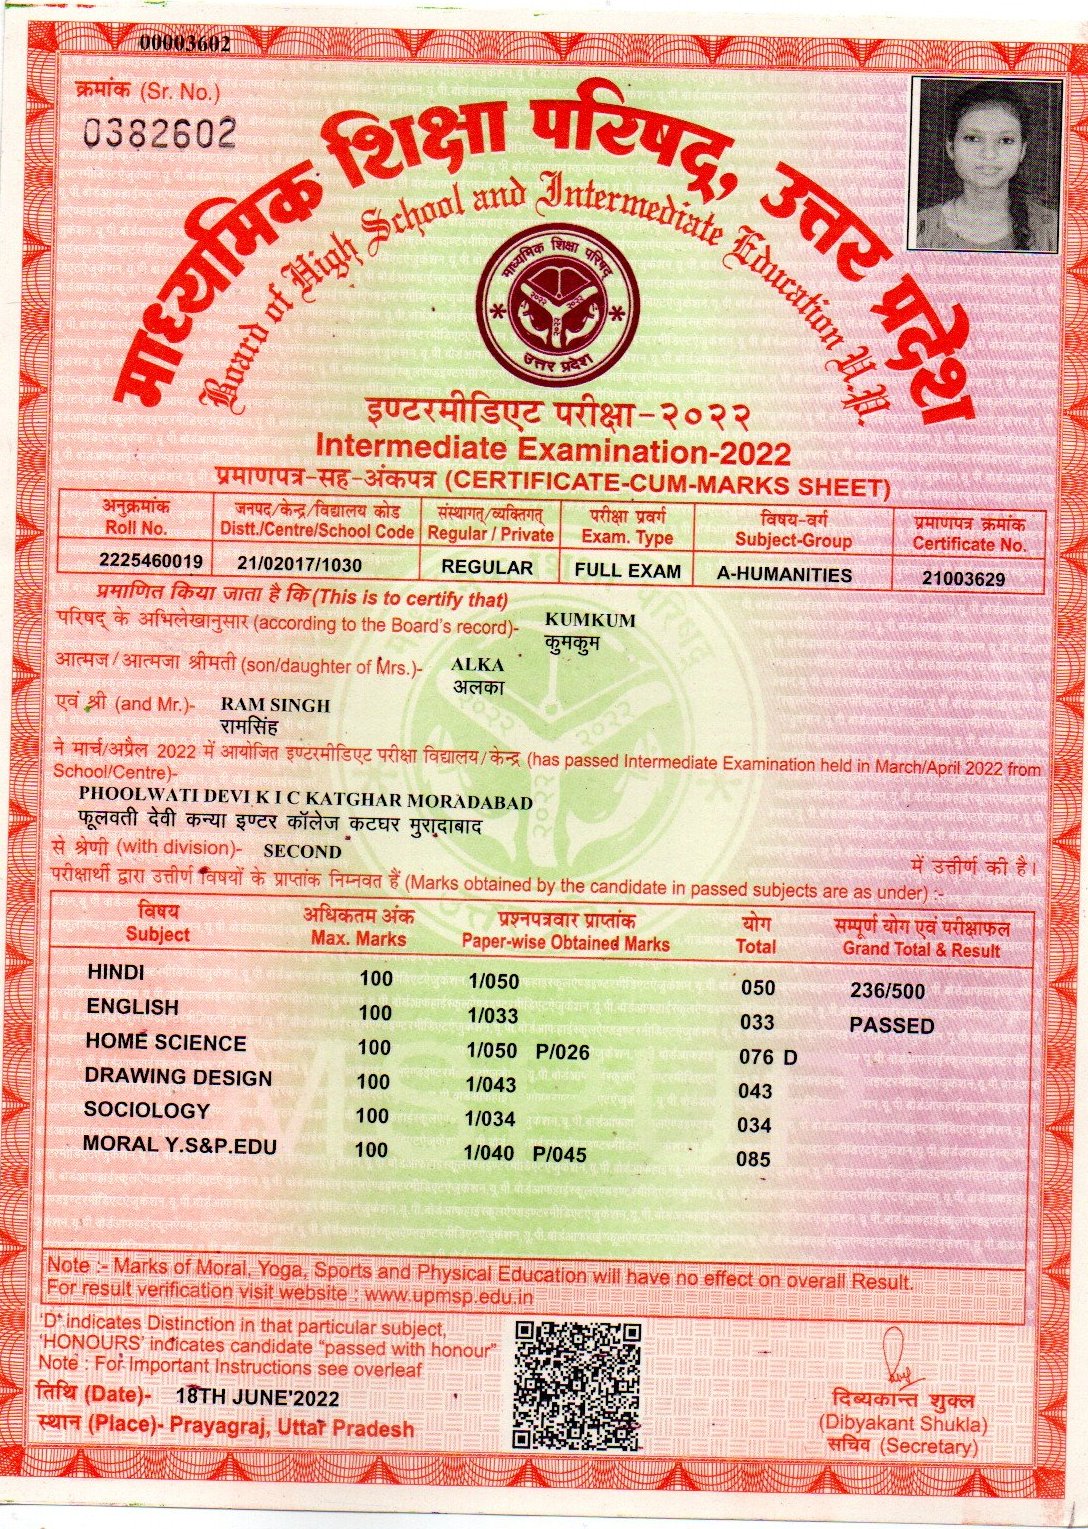 00003602
क्रमांक (Sr. No.)
0382602
माध्यमिक शिक्षा परिषद्, उत्तर प्रदेश
Board of High School and Intermediate Education U.P.
माध्यमिक शिक्षा परिषद्
२०२२ २०२२
२०२२
उत्तर प्रदेश
इण्टरमीडिएट परीक्षा-२०२२
Intermediate Examination-2022
प्रमाणपत्र-सह-अंकपत्र (CERTIFICATE-CUM-MARKS SHEET)
अनुक्रमांक जनपद/केन्द्र/विद्यालय कोड संस्थागत्/व्यक्तिगत् परीक्षा प्रवर्ग विषय-वर्ग प्रमाणपत्र क्रमांक
Roll No. Distt./Centre/School Code Regular / Private Exam. Type Subject-Group Certificate No.
2225460019 21/02017/1030 REGULAR FULL EXAM A-HUMANITIES 21003629
प्रमाणित किया जाता है कि (This is to certify that)
परिषद् के अभिलेखानुसार (according to the Board's record)- KUMKUM
कुमकुम
आत्मज/आत्मजा श्रीमती (son/daughter of Mrs.)- ALKA
अलका
एवं श्री (and Mr.)- RAM SINGH
रामसिंह
ने मार्च/अप्रैल 2022 में आयोजित इण्टरमीडिएट परीक्षा विद्यालय/केन्द्र (has passed Intermediate Examination held in March/April 2022 from
School/Centre)-
PHOOLWATI DEVI K I C KATGHAR MORADABAD
फूलवती देवी कन्या इण्टर कॉलेज कटघर मुरादाबाद
से श्रेणी (with division)- SECOND में उत्तीर्ण की है।
परीक्षार्थी द्वारा उत्तीर्ण विषयों के प्राप्तांक निम्नवत हैं (Marks obtained by the candidate in passed subjects are as under) :-
विषय अधिकतम अंक प्रश्नपत्रवार प्राप्तांक योग सम्पूर्ण योग एवं परीक्षाफल
Subject Max. Marks Paper-wise Obtained Marks Total Grand Total & Result
HINDI 100 1/050 050 236/500
ENGLISH 100 1/033 033 PASSED
HOME SCIENCE 100 1/050 P/026 076 D
DRAWING DESIGN 100 1/043 043
SOCIOLOGY 100 1/034 034
MORAL Y.S&P.EDU 100 1/040 P/045 085
Note :- Marks of Moral, Yoga, Sports and Physical Education will have no effect on overall Result.
For result verification visit website : www.upmsp.edu.in
'D' indicates Distinction in that particular subject,
'HONOURS' indicates candidate "passed with honour"
Note : For Important Instructions see overleaf
तिथि (Date)- 18TH JUNE'2022
स्थान (Place)- Prayagraj, Uttar Pradesh
दिब्यकान्त शुक्ल
(Dibyakant Shukla)
सचिव (Secretary)